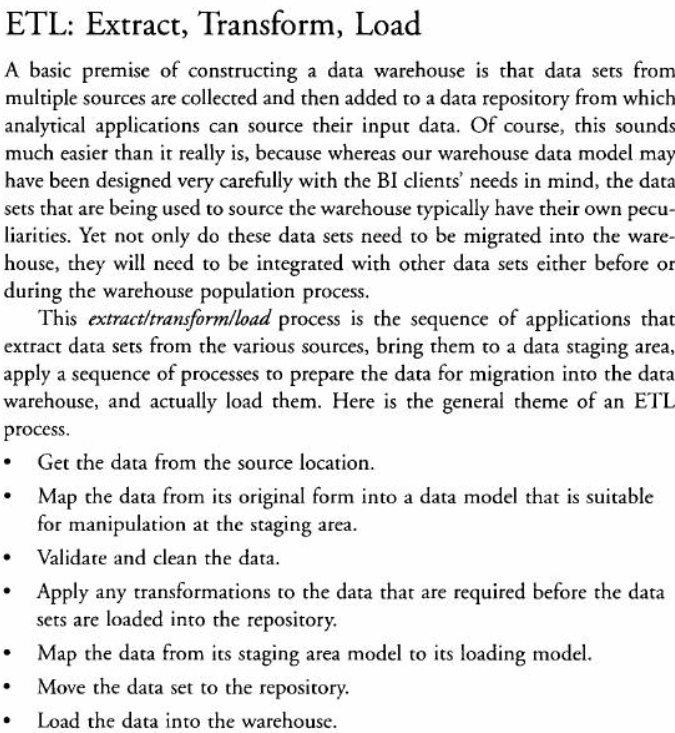 ETL: Extract, Transform, Load
A basic premise of constructing a data warehouse is that data sets from
multiple sources are collected and then added to a data repository from which
analytical applications can source their input data. Of course, this sounds
much easier than it really is, because whereas our warehouse data model may
have been designed very carefully with the BI clients' needs in mind, the data
sets that are being used to source the warehouse typically have their own pecu-
liarities. Yet not only do these data sets need to be migrated into the ware-
house, they will need to be integrated with other data sets either before or
during the warehouse population process.
This extract/transform/load process is the sequence of applications that
extract data sets from the various sources, bring them to a data staging area,
apply a sequence of processes to prepare the data for migration into the data
warehouse, and actually load them. Here is the general theme of an ETL
process.
• Get the data from the source location.
• Map the data from its original form into a data model that is suitable
for manipulation at the staging area.
• Validate and clean the data.
• Apply any transformations to the data that are required before the data
sets are loaded into the repository.
• Map the data from its staging area model to its loading model.
• Move the data set to the repository.
• Load the data into the warehouse.